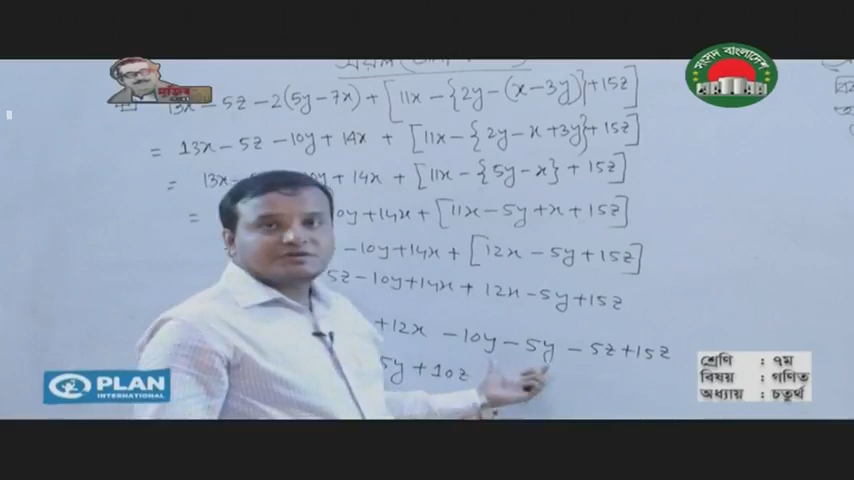 সংসদ বাংলাদেশ
মুজিব
13x - 5z - 2(5y - 7x) + [11x - {2y - (x - 3y)} + 15z]
= 13x - 5z - 10y + 14x + [11x - {2y - x + 3y} + 15z]
= 13x - 10y + 14x + [11x - {5y - x} + 15z]
= 10y + 14x + [11x - 5y + x + 15z]
- 10y + 14x + [12x - 5y + 15z]
5z - 10y + 14x + 12x - 5y + 15z
+ 12x - 10y - 5y - 5z + 15z
5y + 10z
PLAN
INTERNATIONAL
শ্রেণি : ৭ম
বিষয় : গণিত
অধ্যায় : চতুর্থ